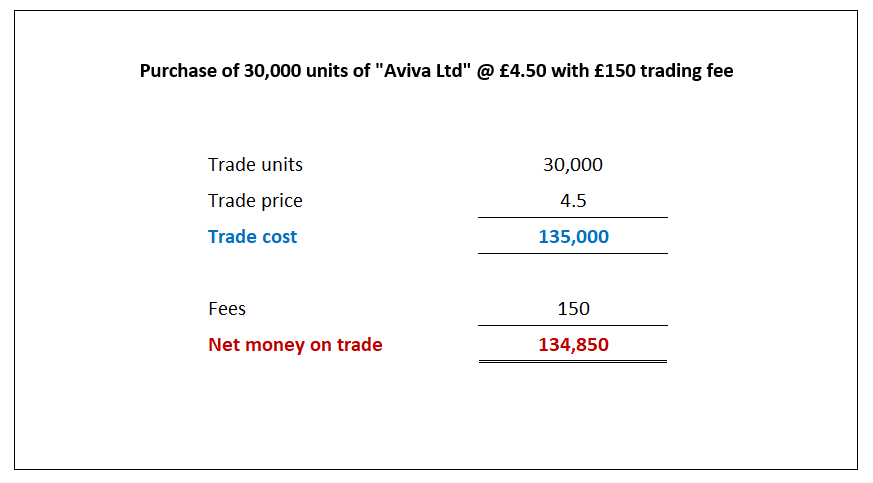 Purchase of 30,000 units of "Aviva Ltd" @ £4.50 with £150 trading fee
Trade units 30,000
Trade price 4.5
Trade cost 135,000
Fees 150
Net money on trade 134,850